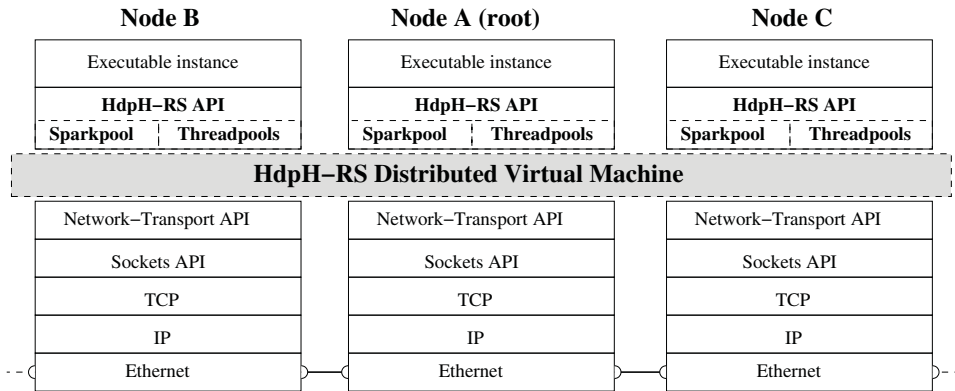 Node B Node A (root) Node C
Executable instance Executable instance Executable instance
HdpH−RS API HdpH−RS API HdpH−RS API
Sparkpool Threadpools Sparkpool Threadpools Sparkpool Threadpools
HdpH−RS Distributed Virtual Machine
Network−Transport API Network−Transport API Network−Transport API
Sockets API Sockets API Sockets API
TCP TCP TCP
IP IP IP
Ethernet Ethernet Ethernet